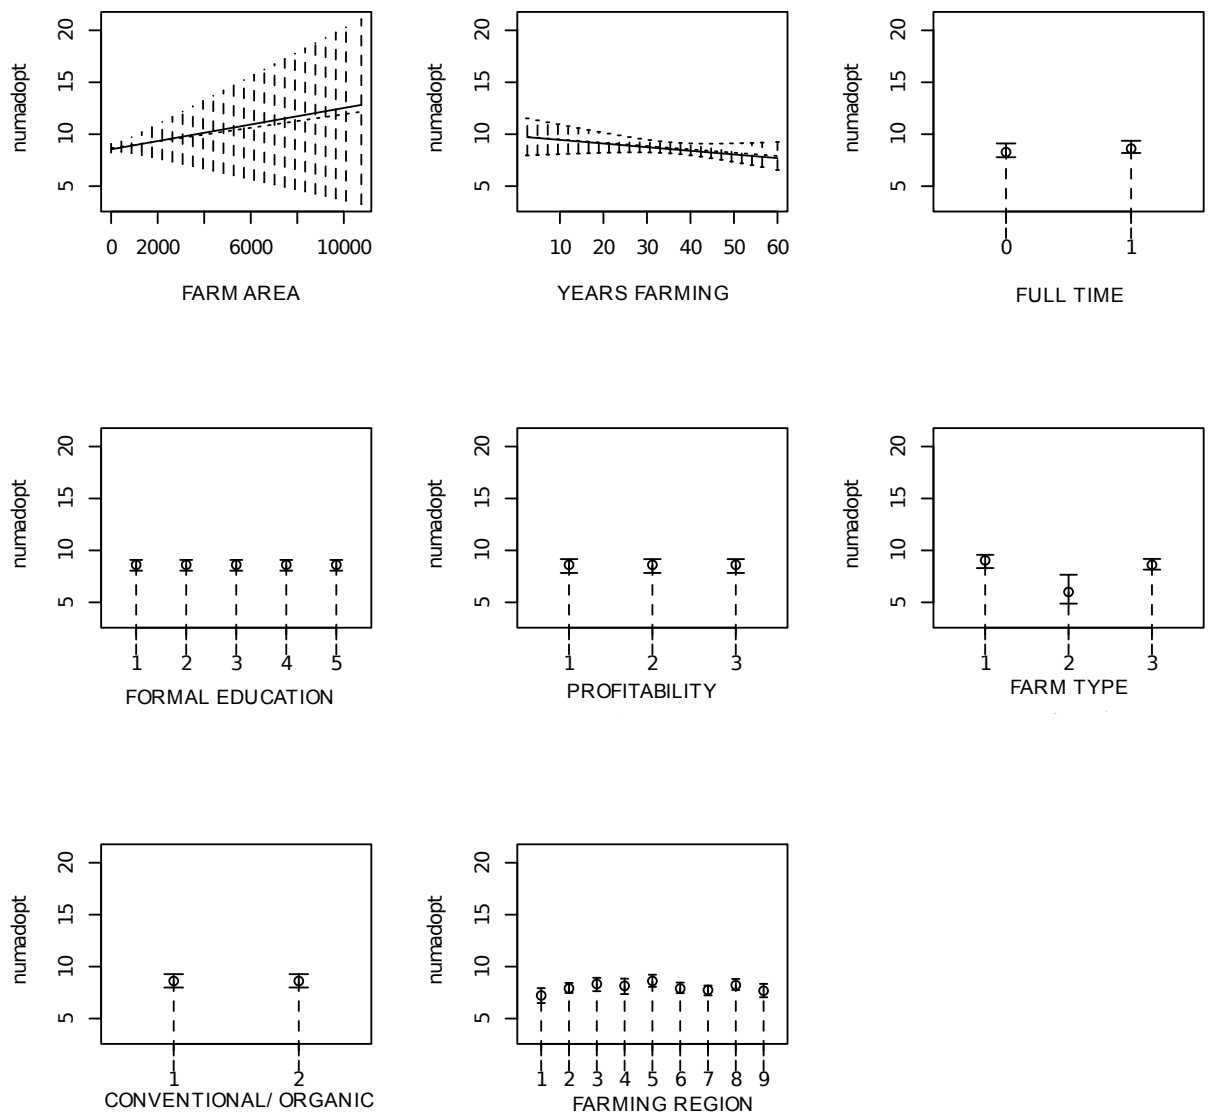 numadopt
5 10 15 20
0 2000 6000 10000
FARM AREA
numadopt
5 10 15 20
10 20 30 40 50 60
YEARS FARMING
numadopt
5 10 15 20
0 1
FULL TIME
numadopt
5 10 15 20
1 2 3 4 5
FORMAL EDUCATION
numadopt
5 10 15 20
1 2 3
PROFITABILITY
numadopt
5 10 15 20
1 2 3
FARM TYPE
numadopt
5 10 15 20
1 2
CONVENTIONAL/ ORGANIC
numadopt
5 10 15 20
1 2 3 4 5 6 7 8 9
FARMING REGION